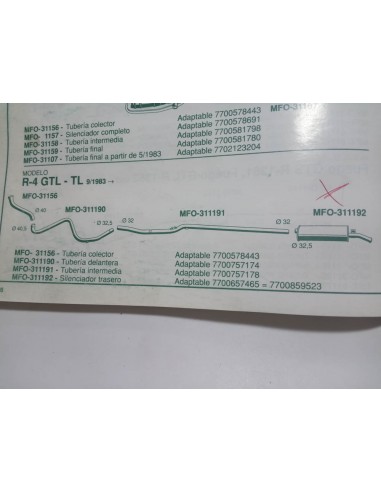 MFO-31156 - Tubería colector Adaptable 7700578443
MFO- 1157 - Silenciador completo Adaptable 7700578691
MFO-31158 - Tubería intermedia Adaptable 7700581798
MFO-31159 - Tubería final Adaptable 7700581780
MFO-31107 - Tubería final a partir de 5/1983 Adaptable 7702123204
MODELO
R-4 GTL - TL 9/1983 →
MFO-31156
Ø 40
MFO-311190
MFO-311191
MFO-311192
Ø 40,5
Ø 32,5
Ø 32
Ø 32
Ø 32,5
MFO- 31156 - Tubería colector Adaptable 7700578443
MFO-311190 - Tubería delantera Adaptable 7700757174
MFO-311191 - Tubería intermedia Adaptable 7700757178
MFO-311192 - Silenciador trasero Adaptable 7700657465 = 7700859523